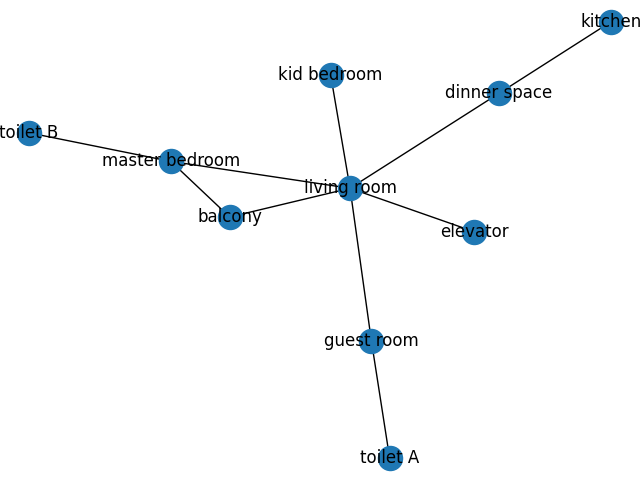 kitchen
kid bedroom
dinner space
toilet B
master bedroom
living room
balcony
elevator
guest room
toilet A